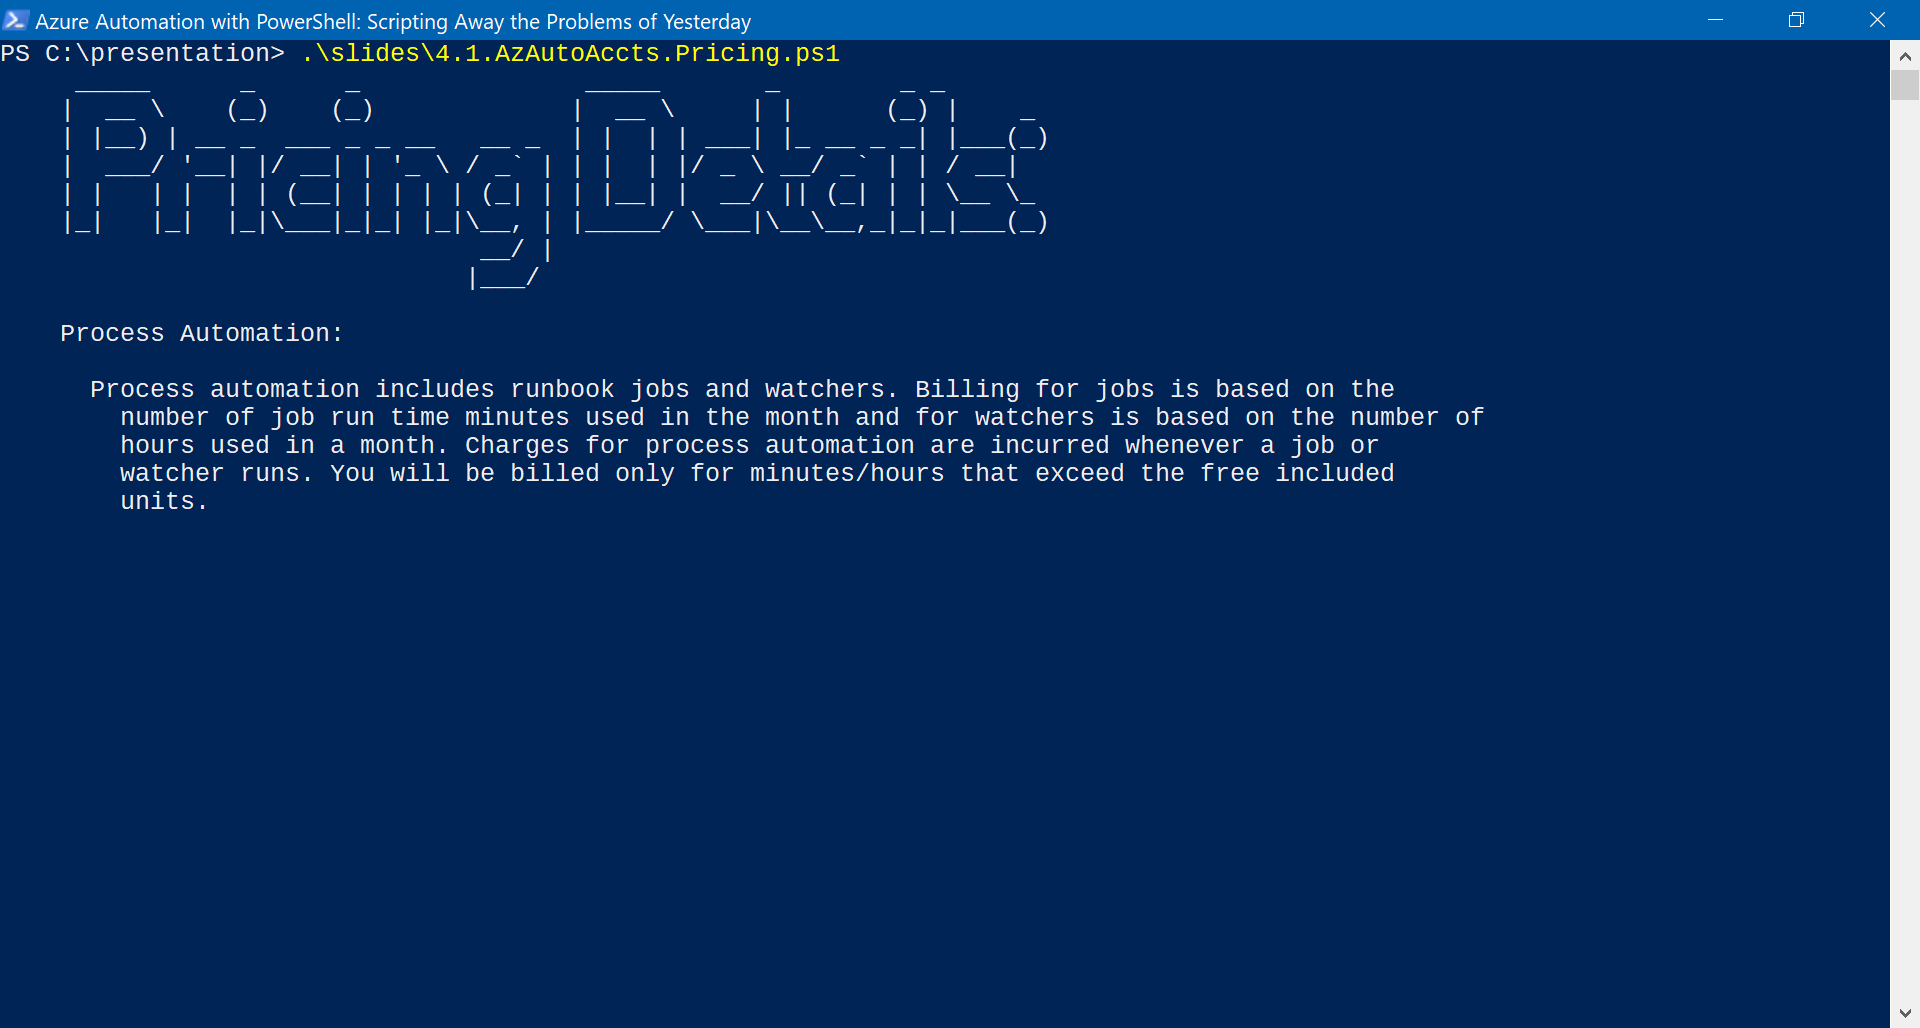 Azure Automation with PowerShell: Scripting Away the Problems of Yesterday
PS C:\presentation> .\slides\4.1.AzAutoAccts.Pricing.ps1
Pricing Details:
Process Automation:
Process automation includes runbook jobs and watchers. Billing for jobs is based on the
number of job run time minutes used in the month and for watchers is based on the number of
hours used in a month. Charges for process automation are incurred whenever a job or
watcher runs. You will be billed only for minutes/hours that exceed the free included
units.